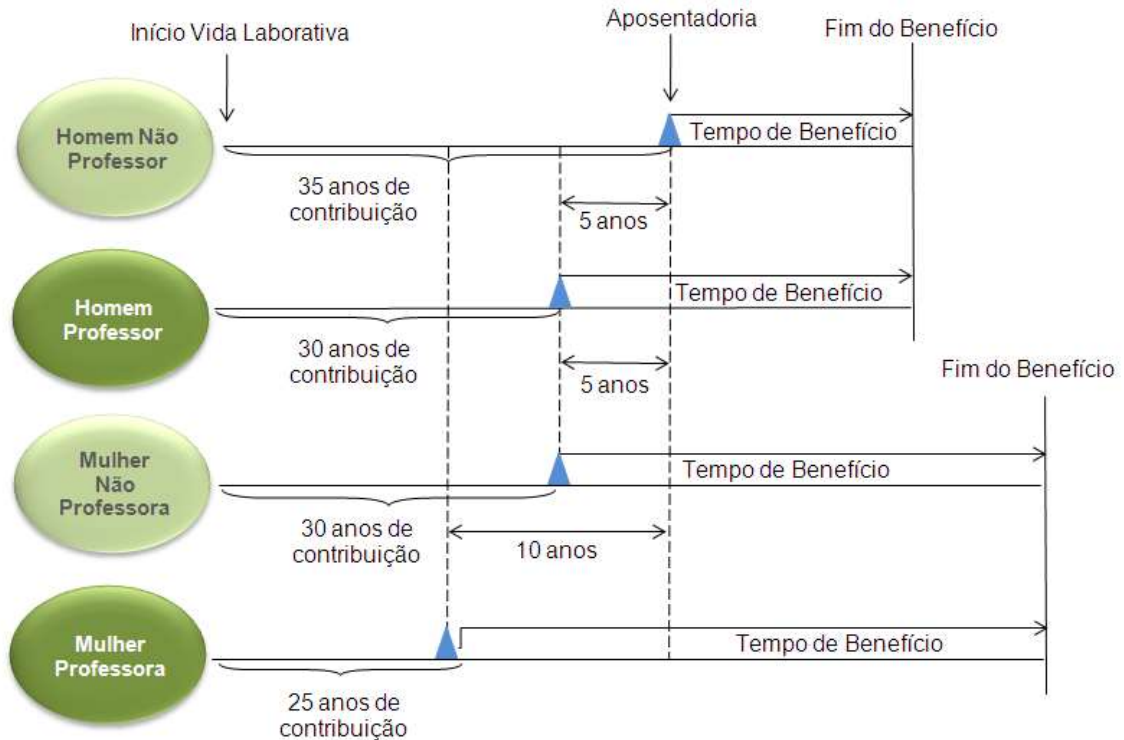 Início Vida Laborativa
Aposentadoria
Fim do Benefício
Homem Não
Professor
Tempo de Benefício
35 anos de
contribuição
5 anos
Homem
Professor
Tempo de Benefício
30 anos de
contribuição
5 anos
Fim do Benefício
Mulher
Não
Professora
Tempo de Benefício
30 anos de
contribuição
10 anos
Mulher
Professora
Tempo de Benefício
25 anos de
contribuição